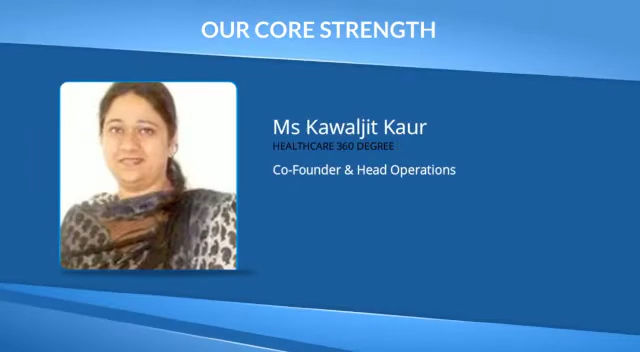 OUR CORE STRENGTH
Ms Kawaljit Kaur
HEALTHCARE 360 DEGREE
Co-Founder & Head Operations